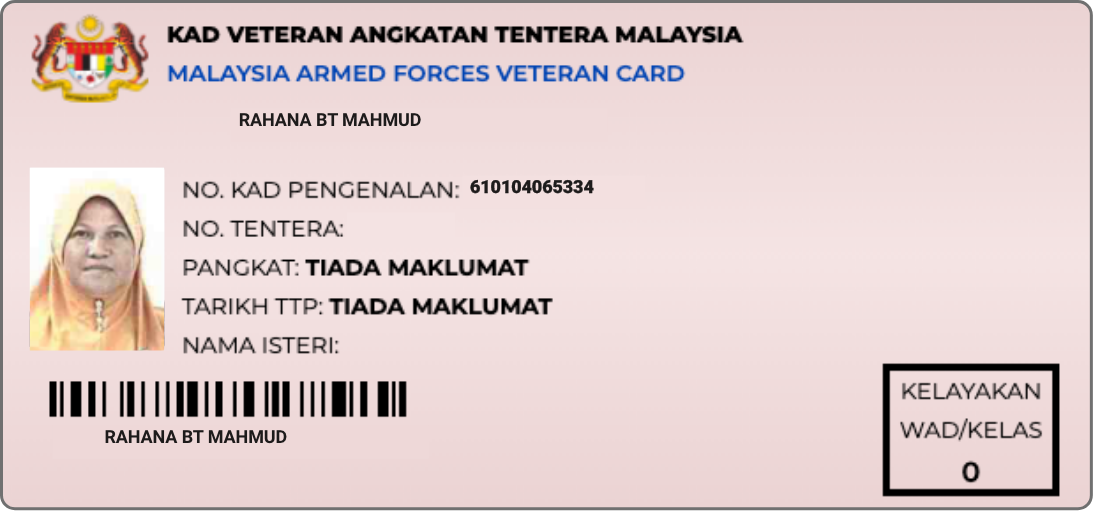 KAD VETERAN ANGKATAN TENTERA MALAYSIA
MALAYSIA ARMED FORCES VETERAN CARD
RAHANA BT MAHMUD
NO. KAD PENGENALAN: 610104065334
NO. TENTERA:
PANGKAT: TIADA MAKLUMAT
TARIKH TTP: TIADA MAKLUMAT
NAMA ISTERI:
RAHANA BT MAHMUD
KELAYAKAN
WAD/KELAS
0